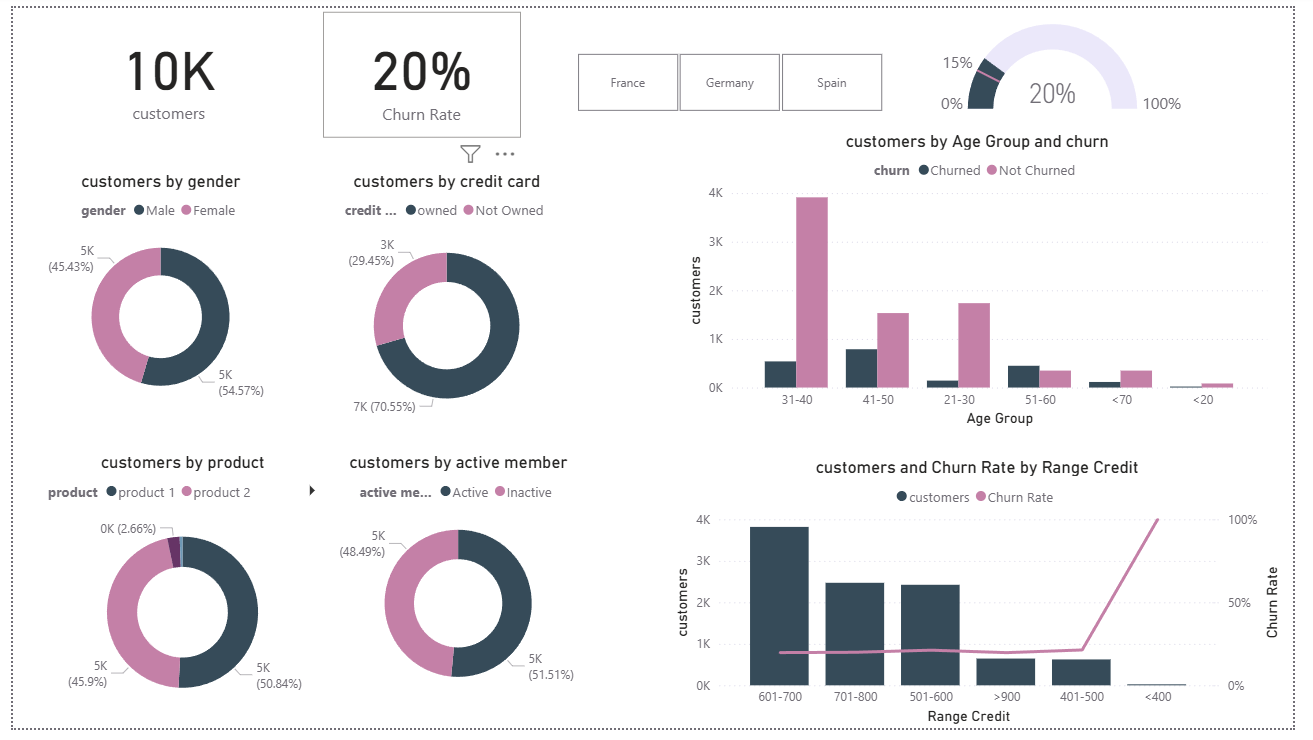 10K
customers
20%
Churn Rate
France
Germany
Spain
15%
0%
20%
100%
customers by gender
gender Male Female
5K
(45.43%)
5K
(54.57%)
customers by credit card
credit ... owned Not Owned
3K
(29.45%)
7K (70.55%)
customers by Age Group and churn
churn Churned Not Churned
4K
3K
2K
1K
0K
customers
31-40 41-50 21-30 51-60 <70 <20
Age Group
customers by product
product product 1 product 2
0K (2.66%)
5K
(45.9%)
5K
(50.84%)
customers by active member
active me... Active Inactive
5K
(48.49%)
5K
(51.51%)
customers and Churn Rate by Range Credit
customers Churn Rate
4K
3K
2K
1K
0K
customers
100%
50%
0%
Churn Rate
601-700 701-800 501-600 >900 401-500 <400
Range Credit